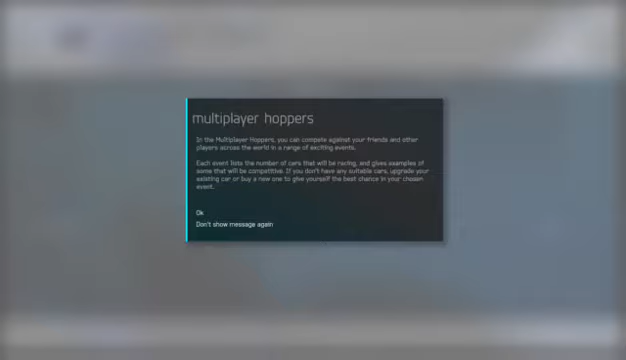 multiplayer hoppers
In the Multiplayer Hoppers, you can compete against your friends and other
players across the world in a range of exciting events.
Each event lists the number of cars that will be racing, and gives examples of
some that will be competitive. If you don't have any suitable cars, upgrade your
existing car or buy a new one to give yourself the best chance in your chosen
event.
Ok
Don't show message again